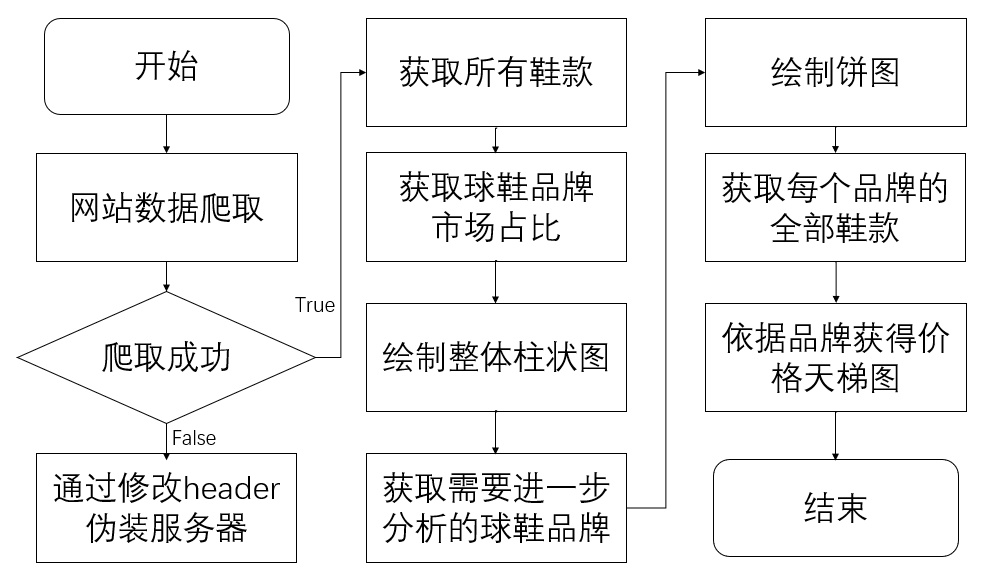 开始
网站数据爬取
爬取成功
True
False
通过修改header
伪装服务器
获取所有鞋款
获取球鞋品牌
市场占比
绘制整体柱状图
获取需要进一步
分析的球鞋品牌
绘制饼图
获取每个品牌的
全部鞋款
依据品牌获得价
格天梯图
结束